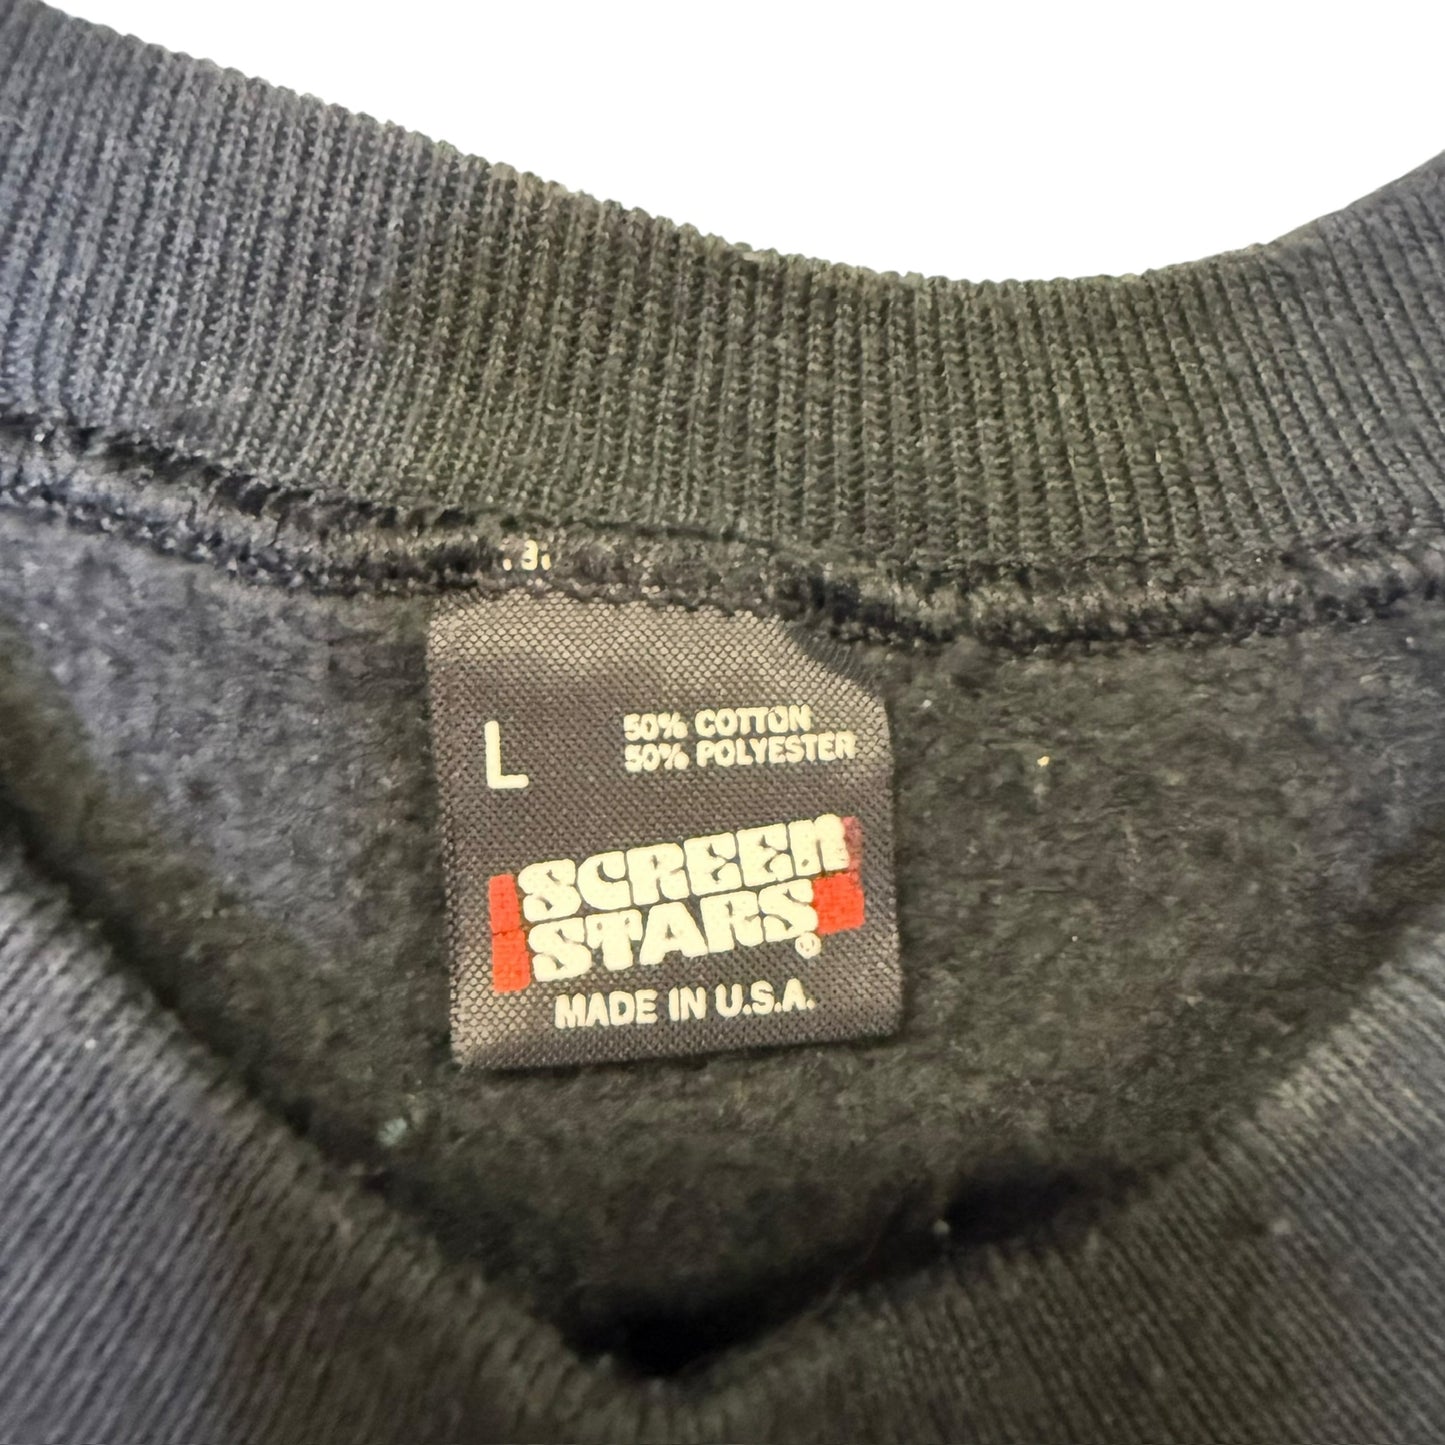 L
50% COTTON
50% POLYESTER
SCREEN
STARS®
MADE IN U.S.A.